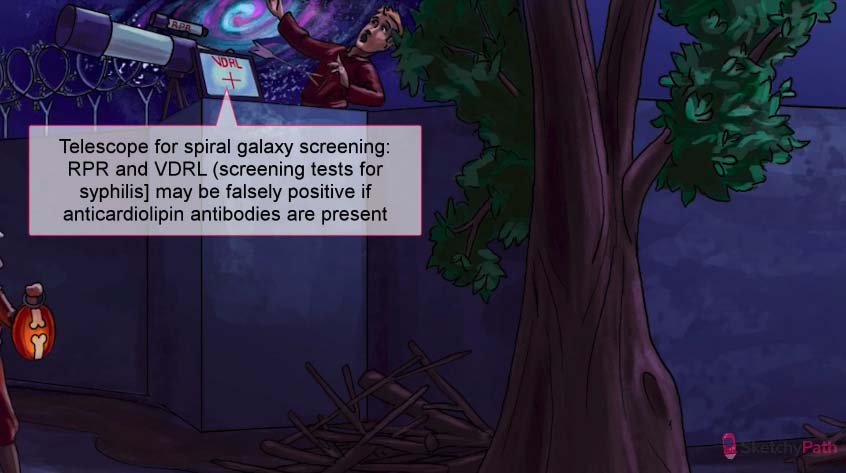 RPR
VDRL
+
Telescope for spiral galaxy screening:
RPR and VDRL (screening tests for
syphilis] may be falsely positive if
anticardiolipin antibodies are present
SketchyPath